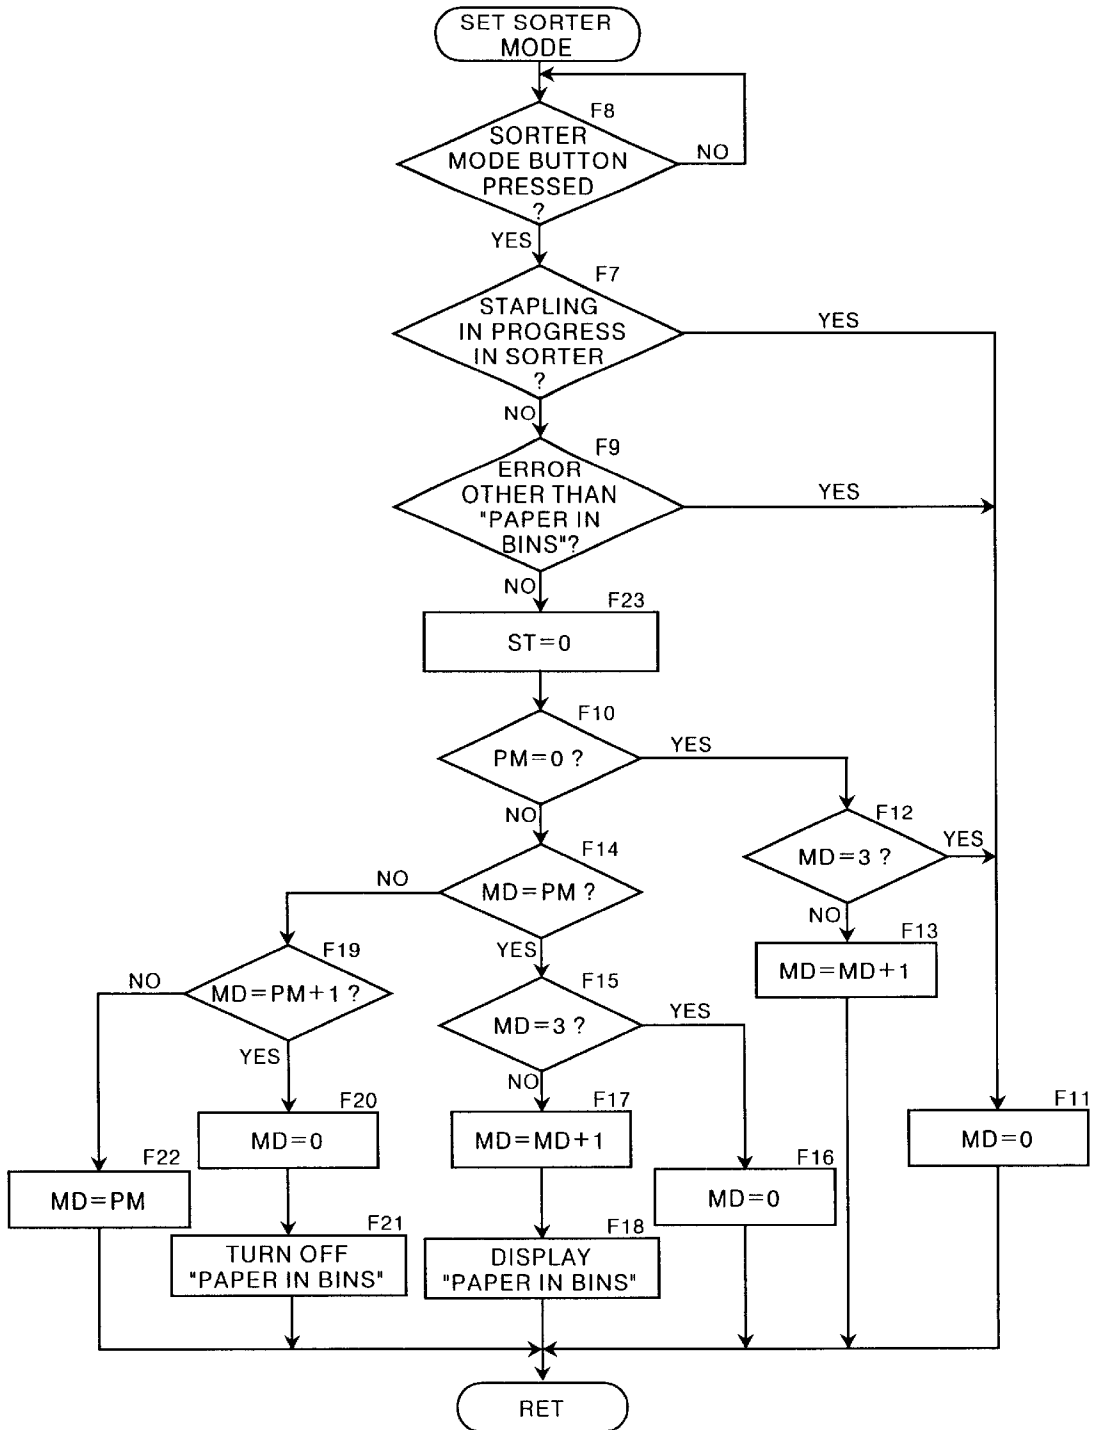 SET SORTER
MODE
F8
SORTER
MODE BUTTON
PRESSED
?
NO
YES
F7
STAPLING
IN PROGRESS
IN SORTER
?
YES
NO
F9
ERROR
OTHER THAN
"PAPER IN
BINS"?
YES
NO
F23
ST=0
F10
PM=0 ?
YES
NO
F12
MD=3 ?
YES
NO
F13
MD=MD+1
F14
MD=PM ?
NO
YES
F19
MD=PM+1 ?
NO
YES
F15
MD=3 ?
YES
NO
F20
MD=0
F17
MD=MD+1
F11
MD=0
F22
MD=PM
F16
MD=0
F21
TURN OFF
"PAPER IN BINS"
F18
DISPLAY
"PAPER IN BINS"
RET